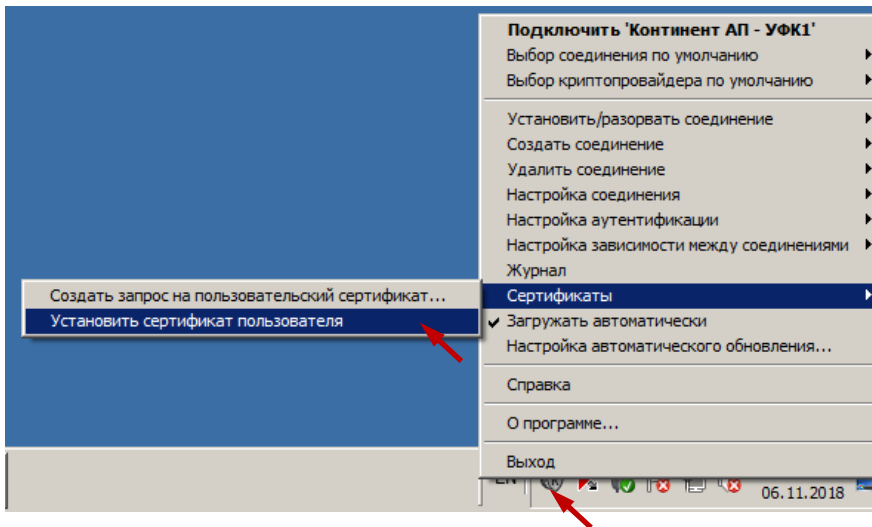 Подключить 'Континент АП - УФК1'
Выбор соединения по умолчанию
Выбор криптопровайдера по умолчанию
Установить/разорвать соединение
Создать соединение
Удалить соединение
Настройка соединения
Настройка аутентификации
Настройка зависимости между соединениями
Журнал
Сертификаты
Создать запрос на пользовательский сертификат...
Установить сертификат пользователя
Загружать автоматически
Настройка автоматического обновления...
Справка
О программе...
Выход
EN
06.11.2018